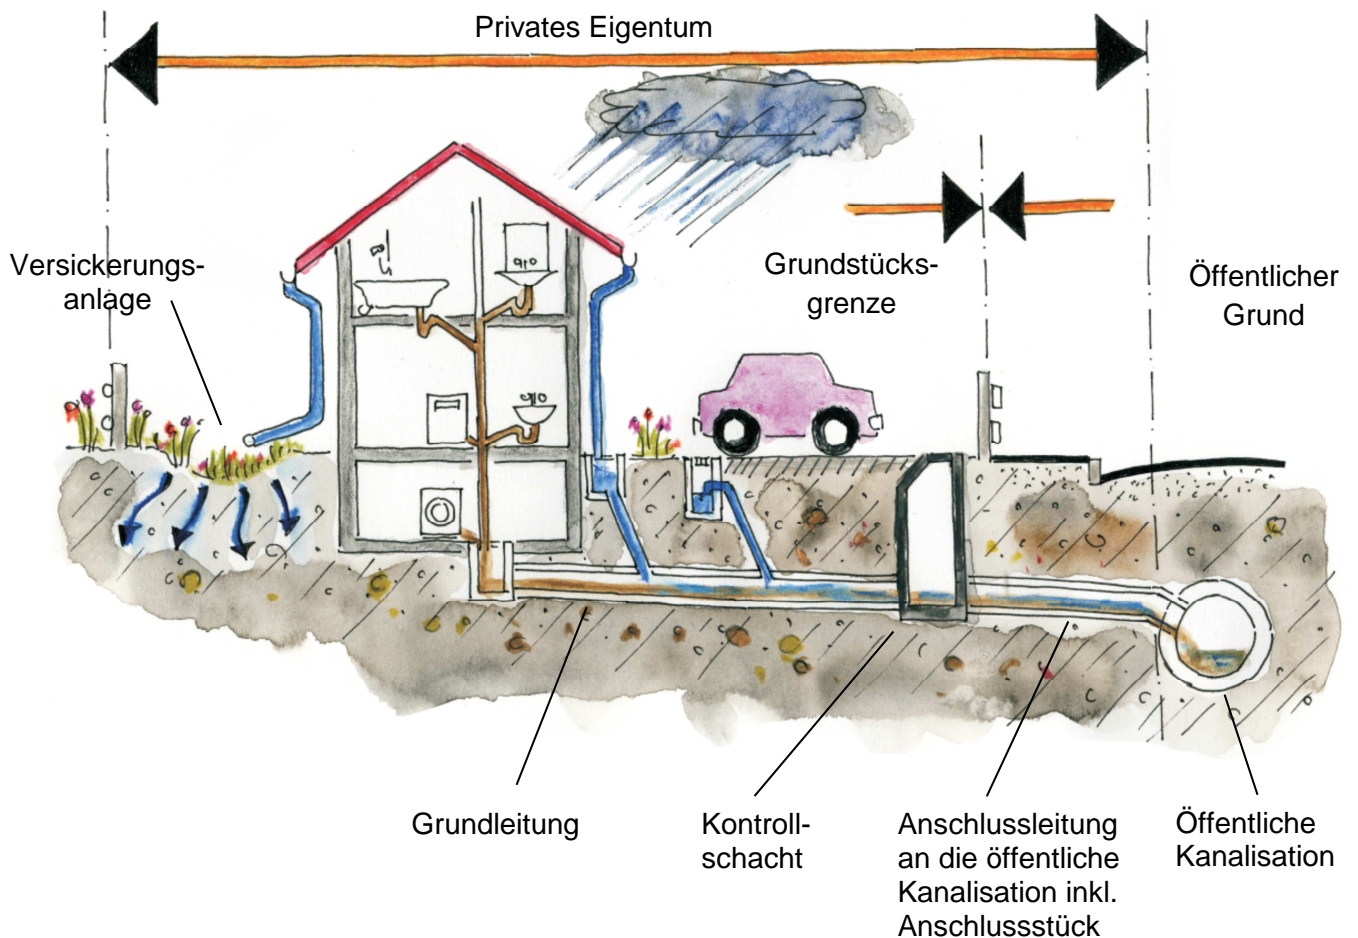 Privates Eigentum
Versickerungs-
anlage
Grundstücks-
grenze
Öffentlicher
Grund
Grundleitung
Kontroll-
schacht
Anschlussleitung
an die öffentliche
Kanalisation inkl.
Anschlussstück
Öffentliche
Kanalisation